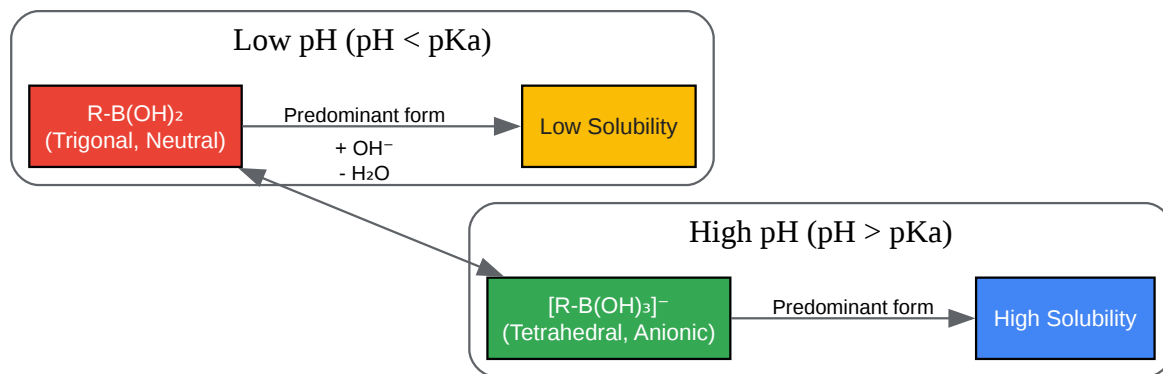 Low pH (pH < pKa)
R-B(OH)₂
(Trigonal, Neutral)
Predominant form
Low Solubility
+ OH⁻
- H₂O
High pH (pH > pKa)
[R-B(OH)₃]⁻
(Tetrahedral, Anionic)
Predominant form
High Solubility